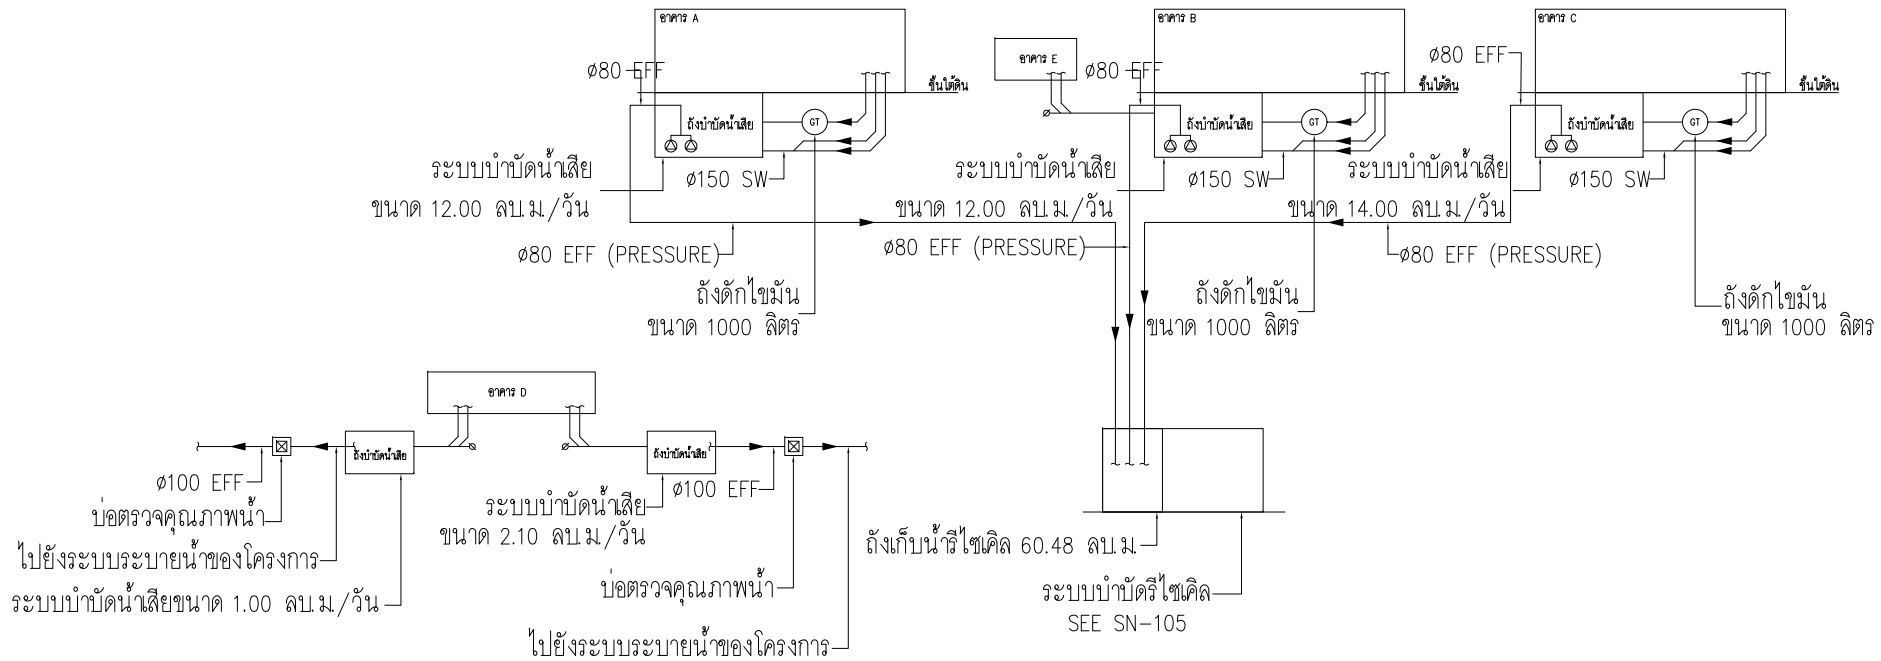 อาคาร A
ø80 EFF
ชั้นใต้ดิน
ถังบำบัดน้ำเสีย
GT
ระบบบำบัดน้ำเสีย
ขนาด 12.00 ลบ.ม./วัน
ø150 SW
ø80 EFF (PRESSURE)
ถังดักไขมัน
ขนาด 1000 ลิตร
อาคาร E
อาคาร B
ø80 EFF
ชั้นใต้ดิน
ถังบำบัดน้ำเสีย
GT
ระบบบำบัดน้ำเสีย
ขนาด 12.00 ลบ.ม./วัน
ø150 SW
ø80 EFF (PRESSURE)
ถังดักไขมัน
ขนาด 1000 ลิตร
อาคาร C
ø80 EFF
ชั้นใต้ดิน
ถังบำบัดน้ำเสีย
GT
ระบบบำบัดน้ำเสีย
ขนาด 14.00 ลบ.ม./วัน
ø150 SW
ø80 EFF (PRESSURE)
ถังดักไขมัน
ขนาด 1000 ลิตร
อาคาร D
ถังบำบัดน้ำเสีย
ø100 EFF
บ่อตรวจคุณภาพน้ำ
ไปยังระบบระบายน้ำของโครงการ
ระบบบำบัดน้ำเสียขนาด 1.00 ลบ.ม./วัน
ถังบำบัดน้ำเสีย
ระบบบำบัดน้ำเสีย
ขนาด 2.10 ลบ.ม./วัน
ø100 EFF
บ่อตรวจคุณภาพน้ำ
ไปยังระบบระบายน้ำของโครงการ
ถังเก็บน้ำรีไซเคิล 60.48 ลบ.ม.
ระบบบำบัดรีไซเคิล
SEE SN-105